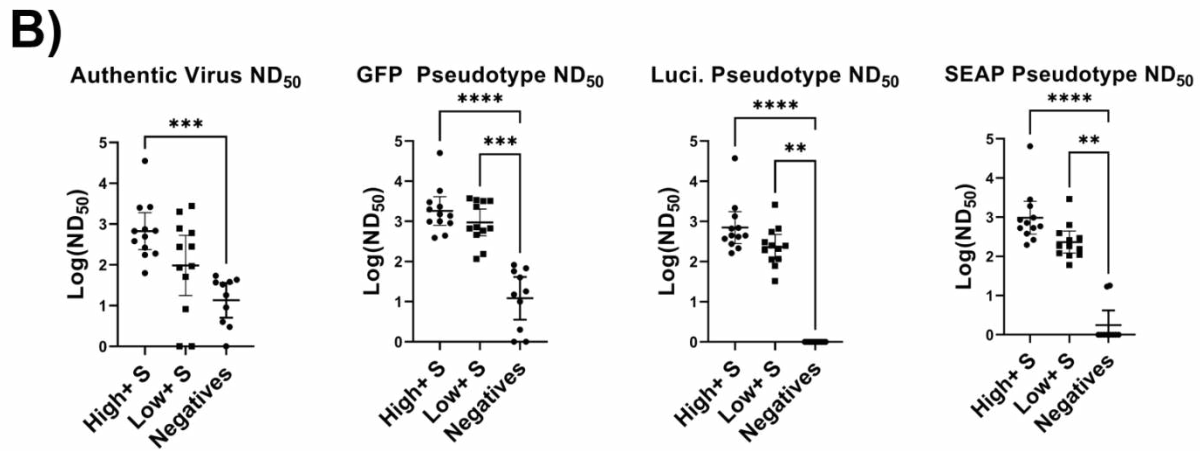 B)
Authentic Virus ND50
***
5
4
3
2
1
0
Log(ND50)
High+ S
Low+ S
Negatives
GFP Pseudotype ND50
****
***
5
4
3
2
1
0
Log(ND50)
High+ S
Low+ S
Negatives
Luci. Pseudotype ND50
****
**
5
4
3
2
1
0
Log(ND50)
High+ S
Low+ S
Negatives
SEAP Pseudotype ND50
****
**
5
4
3
2
1
0
Log(ND50)
High+ S
Low+ S
Negatives